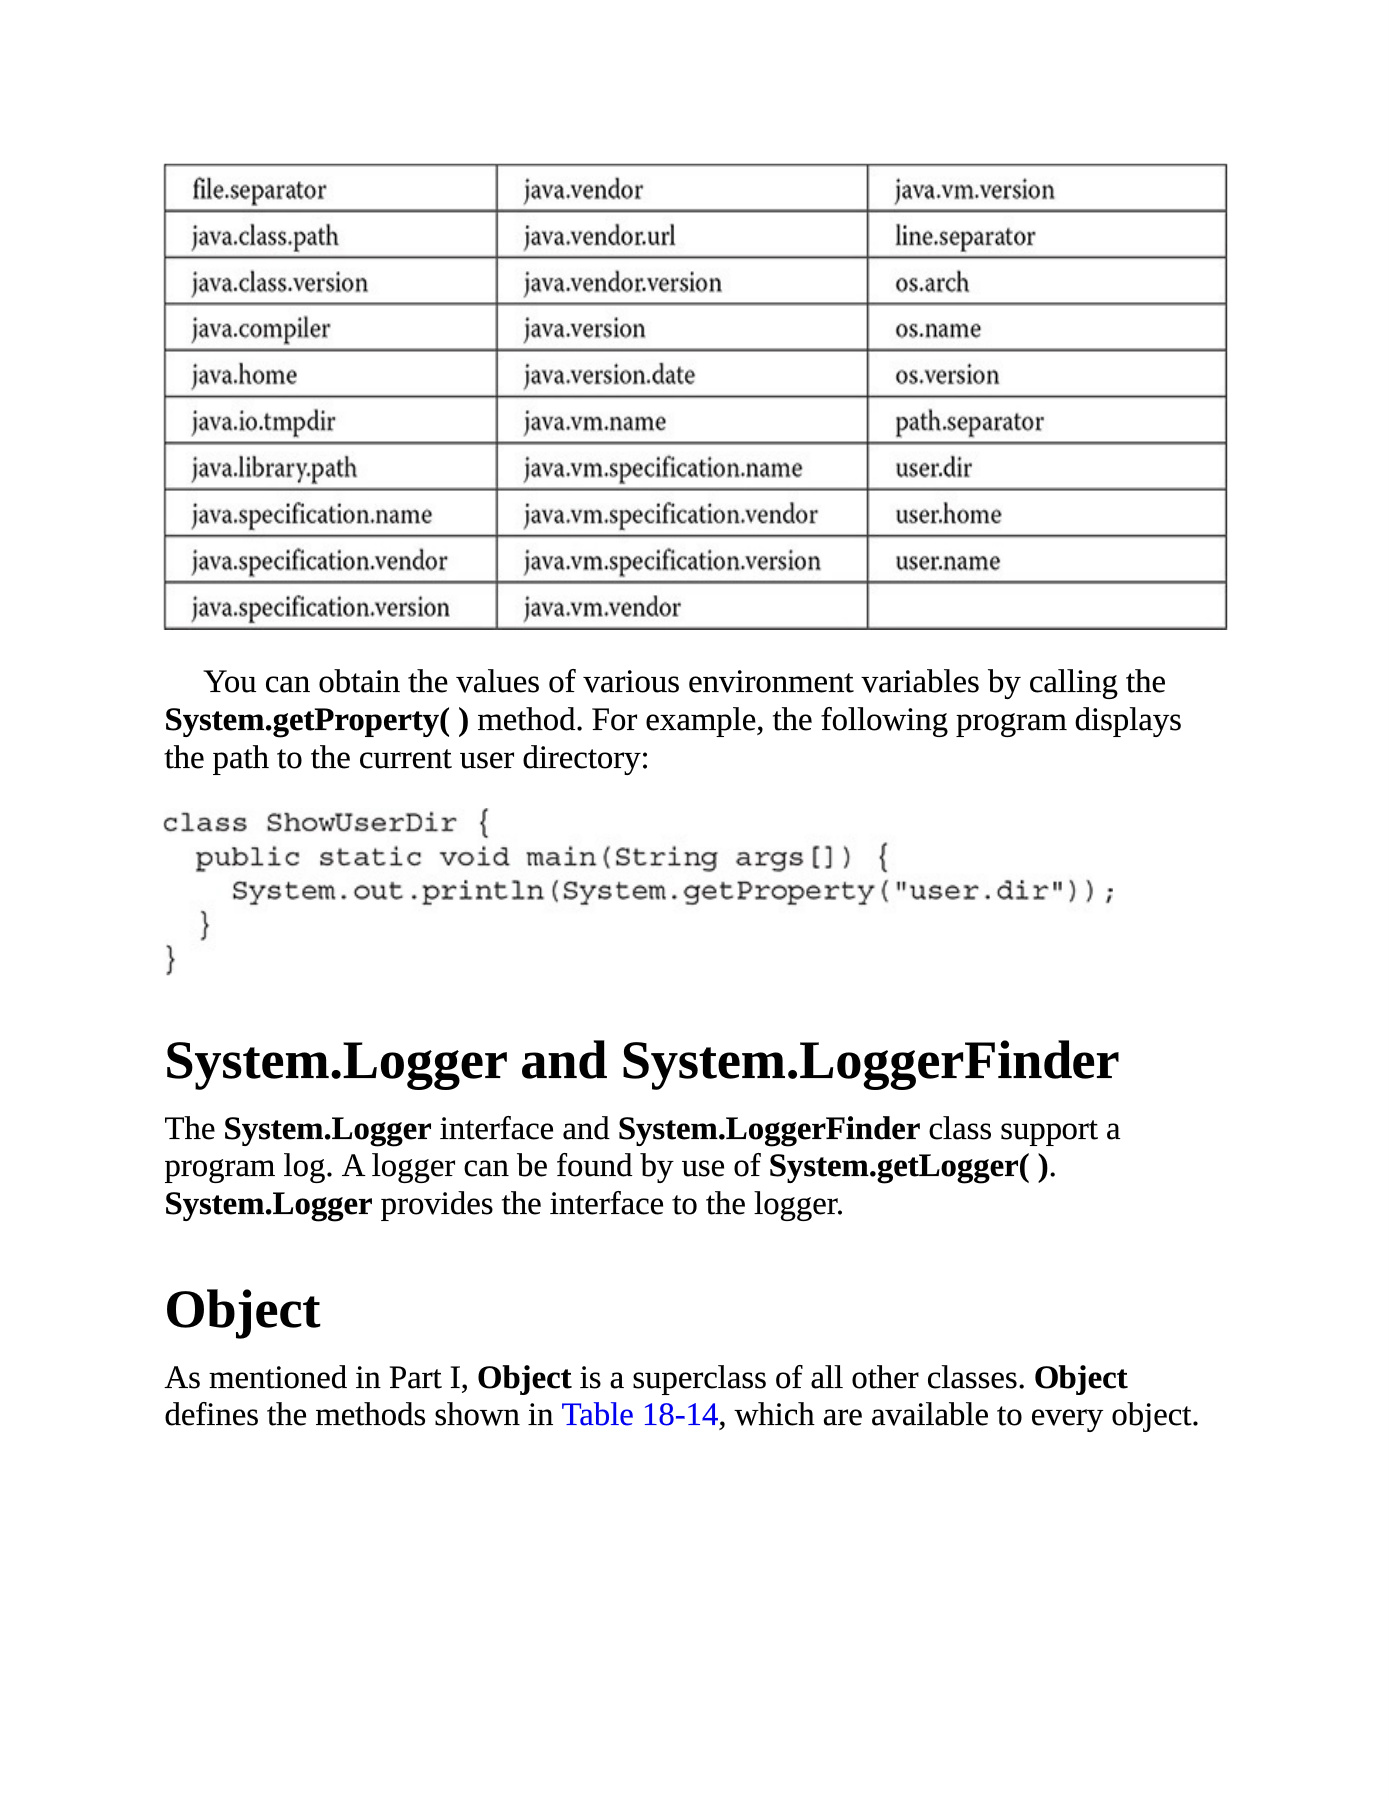 file.separator java.vendor java.vm.version
java.class.path java.vendor.url line.separator
java.class.version java.vendor.version os.arch
java.compiler java.version os.name
java.home java.version.date os.version
java.io.tmpdir java.vm.name path.separator
java.library.path java.vm.specification.name user.dir
java.specification.name java.vm.specification.vendor user.home
java.specification.vendor java.vm.specification.version user.name
java.specification.version java.vm.vendor
You can obtain the values of various environment variables by calling the
System.getProperty( ) method. For example, the following program displays
the path to the current user directory:
class ShowUserDir {
  public static void main(String args[]) {
    System.out.println(System.getProperty("user.dir"));
  }
}
System.Logger and System.LoggerFinder
The System.Logger interface and System.LoggerFinder class support a
program log. A logger can be found by use of System.getLogger( ).
System.Logger provides the interface to the logger.
Object
As mentioned in Part I, Object is a superclass of all other classes. Object
defines the methods shown in Table 18-14, which are available to every object.